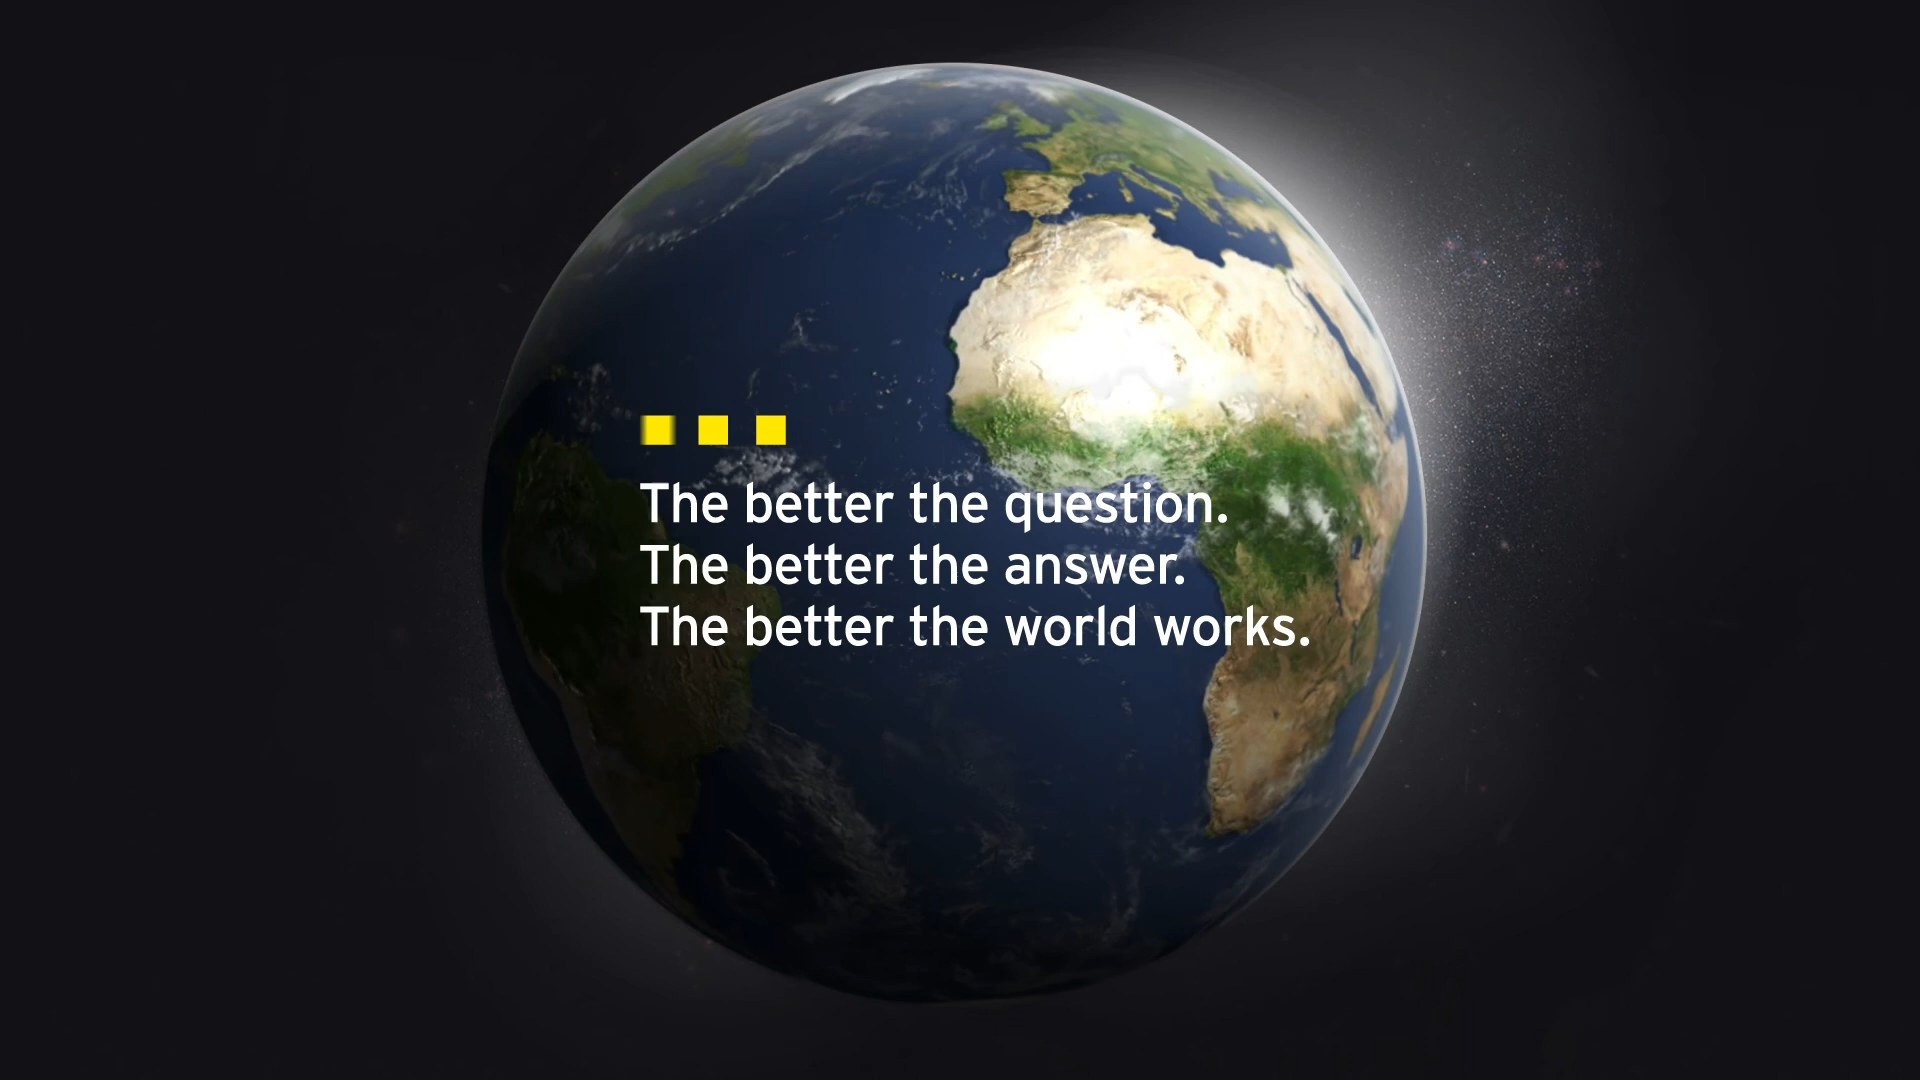 The better the question.
The better the answer.
The better the world works.